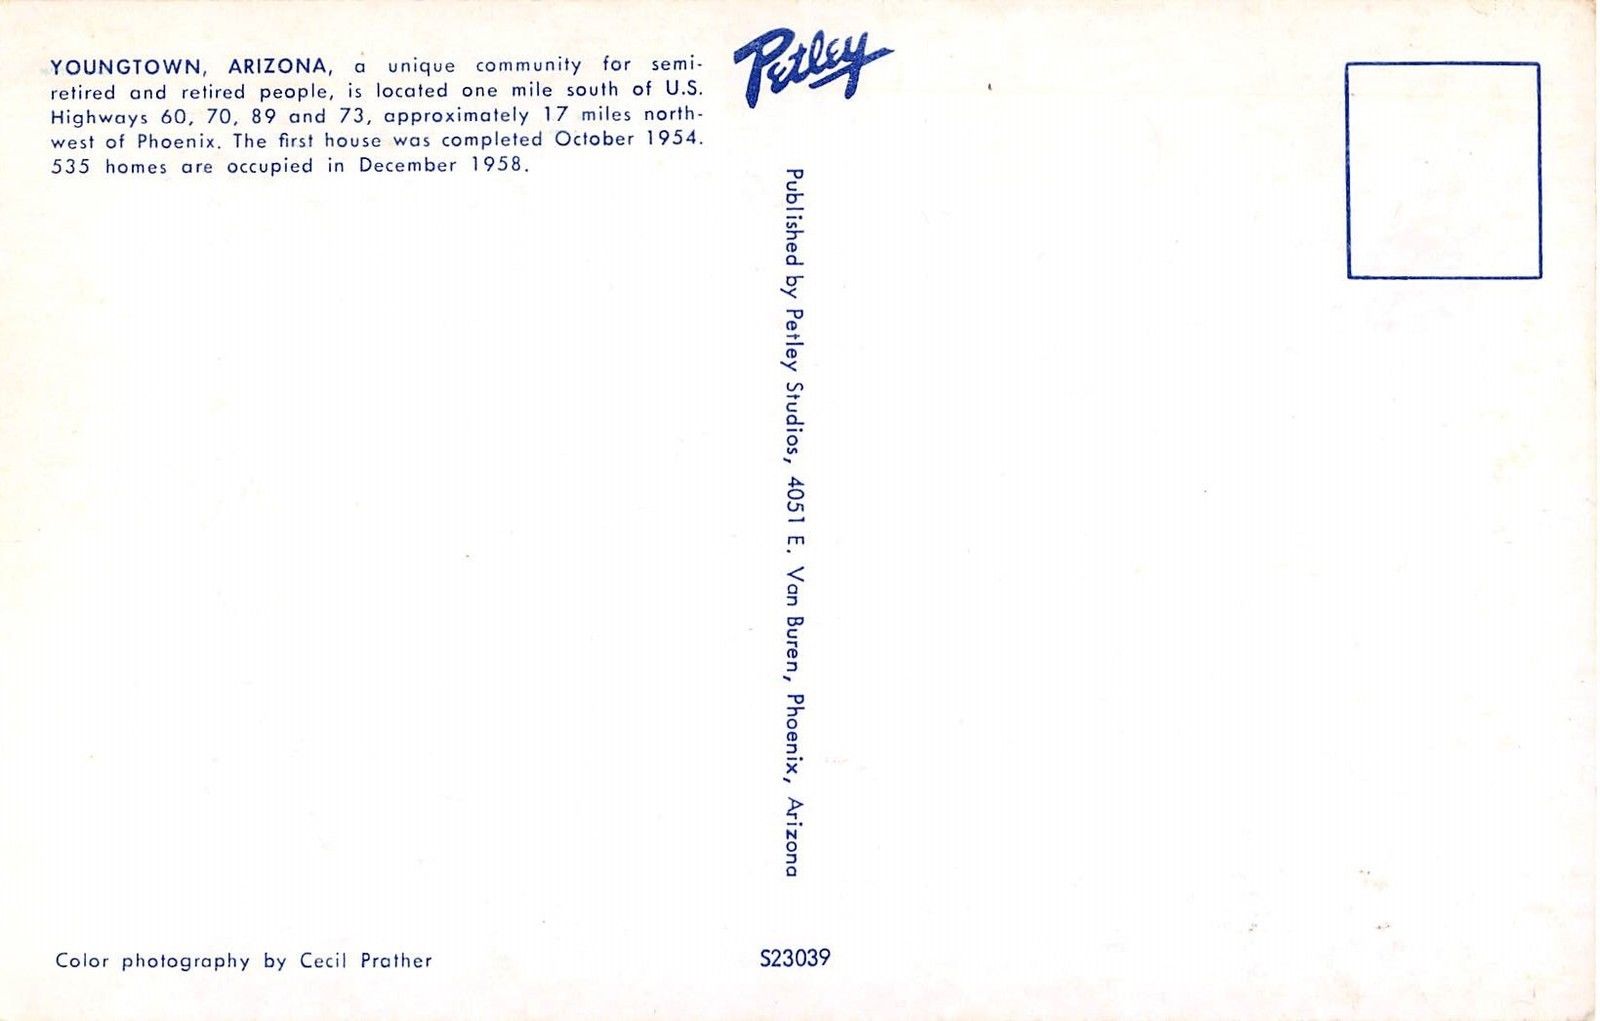 YOUNGTOWN, ARIZONA, a unique community for semi-
retired and retired people, is located one mile south of U.S.
Highways 60, 70, 89 and 73, approximately 17 miles north-
west of Phoenix. The first house was completed October 1954.
535 homes are occupied in December 1958.
Petley
Published by Petley Studios, 4051 E. Van Buren, Phoenix, Arizona
Color photography by Cecil Prather
S23039